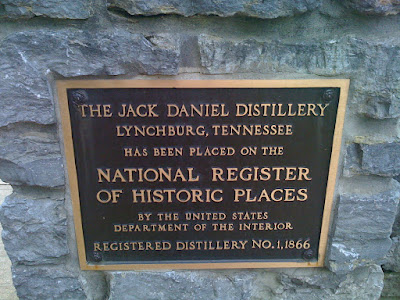 THE JACK DANIEL DISTILLERY
LYNCHBURG, TENNESSEE
HAS BEEN PLACED ON THE
NATIONAL REGISTER
OF HISTORIC PLACES
BY THE UNITED STATES
DEPARTMENT OF THE INTERIOR
REGISTERED DISTILLERY NO. 1, 1866